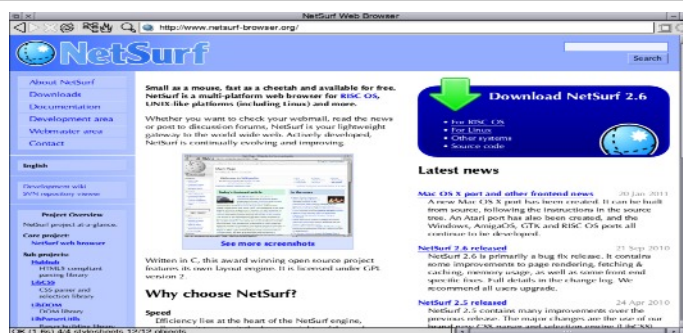 NetSurf Web Browser
http://www.netsurf-browser.org/
NetSurf
Search
About NetSurf
Downloads
Documentation
Development area
Webmaster area
Contact
English
Development wiki
SVN repository viewer
Project Overview
NetSurf project at-a-glance.
Core project:
NetSurf web browser
Sub-projects:
Hubbub
HTML5 compliant
parsing library
LibCSS
CSS parser and
selection library
LibDOM
DOM library
Small as a mouse, fast as a cheetah and available for free.
NetSurf is a multi-platform web browser for RISC OS,
UNIX-like platforms (including Linux) and more.
Whether you want to check your webmail, read the news
or post to discussion forums, NetSurf is your lightweight
gateway to the world wide web. Actively developed,
NetSurf is continually evolving and improving.
See more screenshots
Written in C, this award winning open source project
features its own layout engine. It is licensed under GPL
version 2.
Why choose NetSurf?
Speed
Efficiency lies at the heart of the NetSurf engine,
Download NetSurf 2.6
For RISC OS
For Linux
Other systems
Source code
Latest news
Mac OS X port and other frontend news 20 Jan 2011
A new Mac OS X port has been created. It can be built
from source, following the instructions in the source
tree. An Atari port has also been created, and the
Windows, AmigaOS, GTK and RISC OS ports all
continue to be developed.
NetSurf 2.6 released 21 Sep 2010
NetSurf 2.6 is primarily a bug fix release. It contains
some improvements to page rendering, fetching &
caching, memory usage, as well as some front end
specific fixes. Full details in the change log. We
recommend all users upgrade.
NetSurf 2.5 released 24 Apr 2010
NetSurf 2.5 contains many improvements over the
previous release. The major changes are the use of our
brand new CSS parser and selection engine (LibCSS)